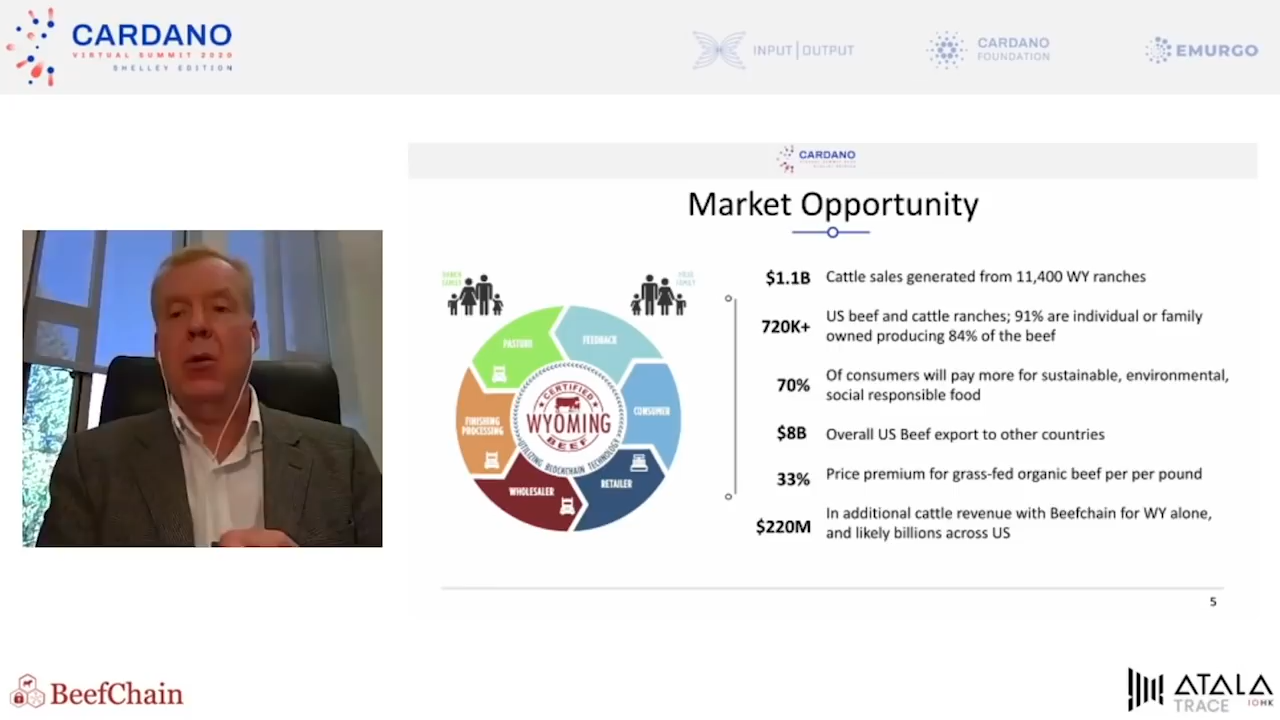 CARDANO
VIRTUAL SUMMIT 2020
SHELLEY EDITION
INPUT | OUTPUT
CARDANO
FOUNDATION
EMURGO
CARDANO
Market Opportunity
PASTURE
FEEDBACK
CONSUMER
RETAILER
WHOLESALER
FINISHING
PROCESSING
CERTIFIED
WYOMING
BEEF
UTILIZING BLOCKCHAIN TECHNOLOGY
$1.1B Cattle sales generated from 11,400 WY ranches
720K+ US beef and cattle ranches; 91% are individual or family
owned producing 84% of the beef
70% Of consumers will pay more for sustainable, environmental,
social responsible food
$8B Overall US Beef export to other countries
33% Price premium for grass-fed organic beef per per pound
$220M In additional cattle revenue with Beefchain for WY alone,
and likely billions across US
5
BeefChain
ATALA
TRACE IOHK